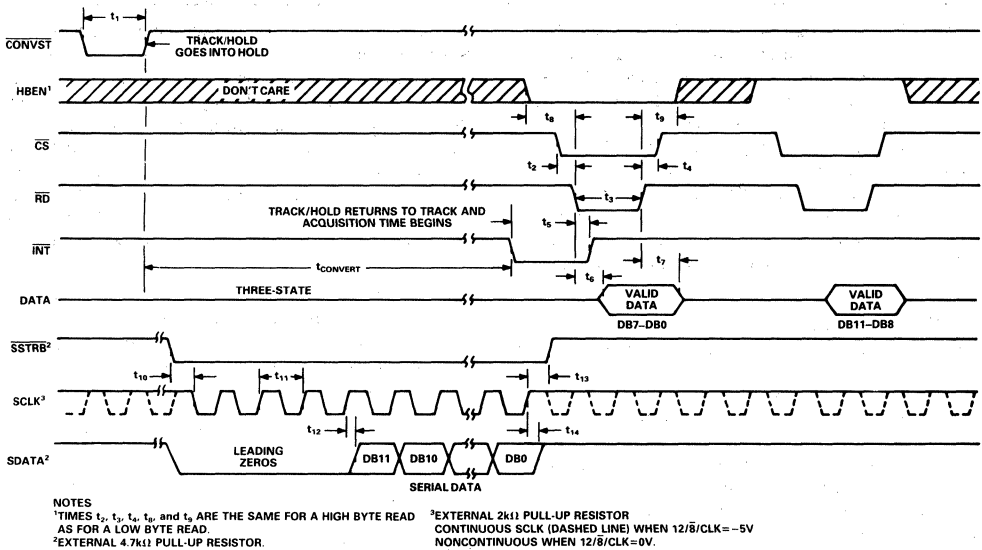 t₁
CONVST
TRACK/HOLD
GOES INTO HOLD
HBEN¹
DON'T CARE
t₈
t₉
CS
t₂
t₄
RD
t₃
TRACK/HOLD RETURNS TO TRACK AND
ACQUISITION TIME BEGINS
t₅
INT
tCONVERT
t₇
t₆
DATA
THREE-STATE
VALID
DATA
VALID
DATA
DB7–DB0
DB11–DB8
SSTRB²
t₁₀
t₁₁
t₁₃
SCLK³
t₁₂
t₁₄
SDATA²
LEADING
ZEROS
DB11
DB10
DB0
SERIAL DATA
NOTES
¹TIMES t₂, t₃, t₄, t₈, and t₉ ARE THE SAME FOR A HIGH BYTE READ
AS FOR A LOW BYTE READ.
²EXTERNAL 4.7kΩ PULL-UP RESISTOR.
³EXTERNAL 2kΩ PULL-UP RESISTOR
CONTINUOUS SCLK (DASHED LINE) WHEN 12/8̅/CLK=–5V
NONCONTINUOUS WHEN 12/8̅/CLK=0V.